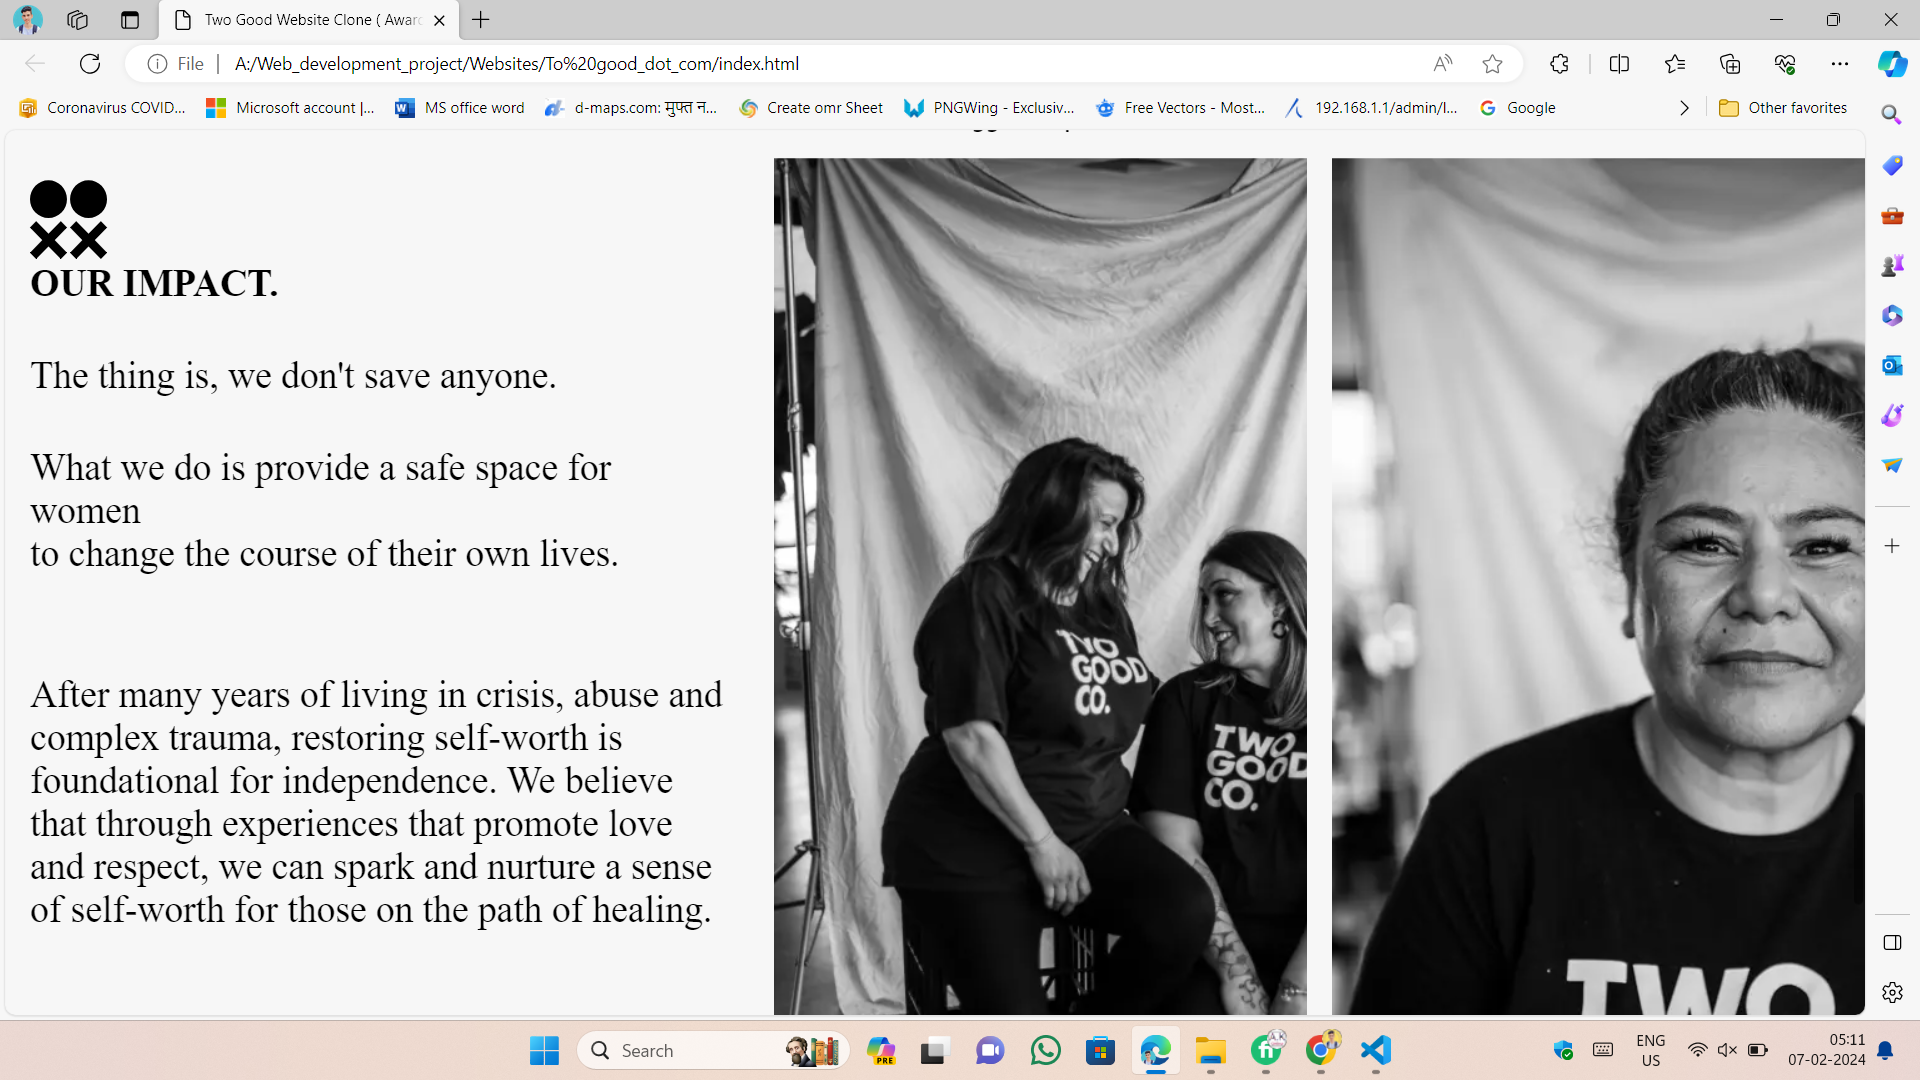 Two Good Website Clone ( Awar
File
A:/Web_development_project/Websites/To%20good_dot_com/index.html
Coronavirus COVID...
Microsoft account |...
MS office word
d-maps.com: मुफ्त न...
Create omr Sheet
PNGWing - Exclusiv...
Free Vectors - Most...
192.168.1.1/admin/l...
Google
Other favorites
OUR IMPACT.
The thing is, we don't save anyone.
What we do is provide a safe space for
women
to change the course of their own lives.
After many years of living in crisis, abuse and
complex trauma, restoring self-worth is
foundational for independence. We believe
that through experiences that promote love
and respect, we can spark and nurture a sense
of self-worth for those on the path of healing.
TWO
GOOD
CO.
TWO
GOOD
CO.
TWO
Search
PRE
ENG
US
05:11
07-02-2024